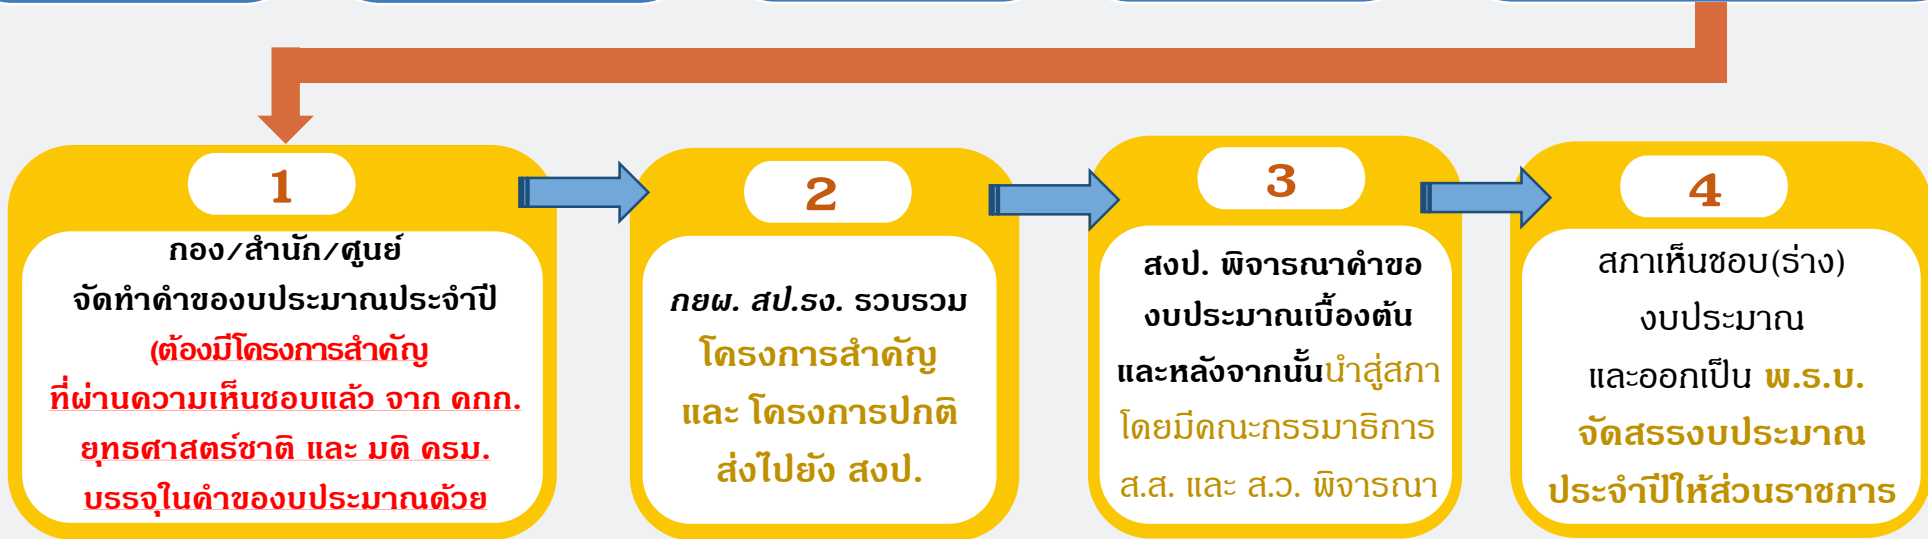 1
กอง/สำนัก/ศูนย์
จัดทำคำของบประมาณประจำปี
(ต้องมีโครงการสำคัญ
ที่ผ่านความเห็นชอบแล้ว จาก คกก.
ยุทธศาสตร์ชาติ และ มติ ครม.
บรรจุในคำของบประมาณด้วย
2
กยผ. สป.รง. รวบรวม
โครงการสำคัญ
และ โครงการปกติ
ส่งไปยัง สงป.
3
สงป. พิจารณาคำขอ
งบประมาณเบื้องต้น
และหลังจากนั้นนำสู่สภา
โดยมีคณะกรรมาธิการ
ส.ส. และ ส.ว. พิจารณา
4
สภาเห็นชอบ(ร่าง)
งบประมาณ
และออกเป็น พ.ร.บ.
จัดสรรงบประมาณ
ประจำปีให้ส่วนราชการ